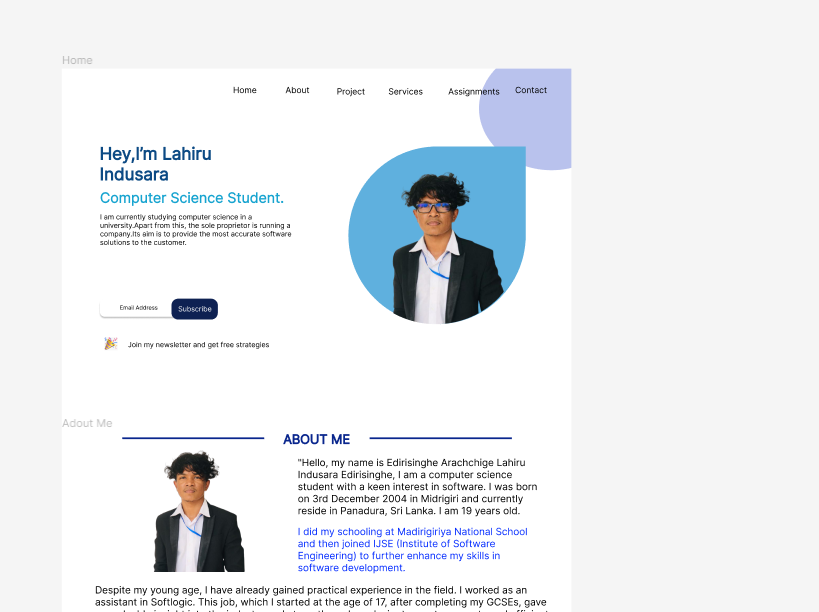 Home
Home About Project Services Assignments Contact
Hey,I'm Lahiru
Indusara
Computer Science Student.
I am currently studying computer science in a
university.Apart from this, the sole proprietor is running a
company.Its aim is to provide the most accurate software
solutions to the customer.
Email Address Subscribe
Join my newsletter and get free strategies
Adout Me
ABOUT ME
"Hello, my name is Edirisinghe Arachchige Lahiru
Indusara Edirisinghe, I am a computer science
student with a keen interest in software. I was born
on 3rd December 2004 in Midrigiri and currently
reside in Panadura, Sri Lanka. I am 19 years old.
I did my schooling at Madirigiriya National School
and then joined IJSE (Institute of Software
Engineering) to further enhance my skills in
software development.
Despite my young age, I have already gained practical experience in the field. I worked as an
assistant in Softlogic. This job, which I started at the age of 17, after completing my GCSEs, gave